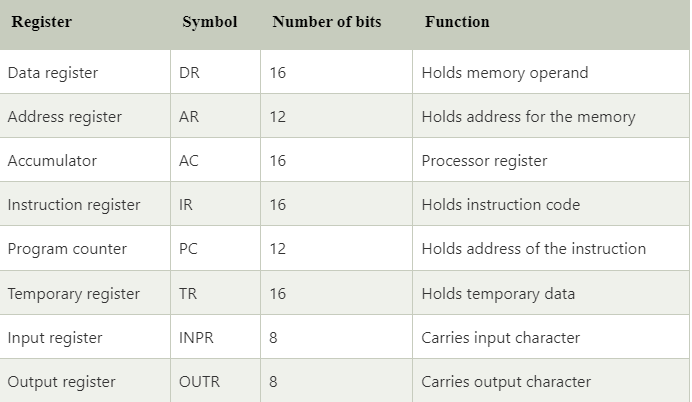 Register Symbol Number of bits Function
Data register DR 16 Holds memory operand
Address register AR 12 Holds address for the memory
Accumulator AC 16 Processor register
Instruction register IR 16 Holds instruction code
Program counter PC 12 Holds address of the instruction
Temporary register TR 16 Holds temporary data
Input register INPR 8 Carries input character
Output register OUTR 8 Carries output character